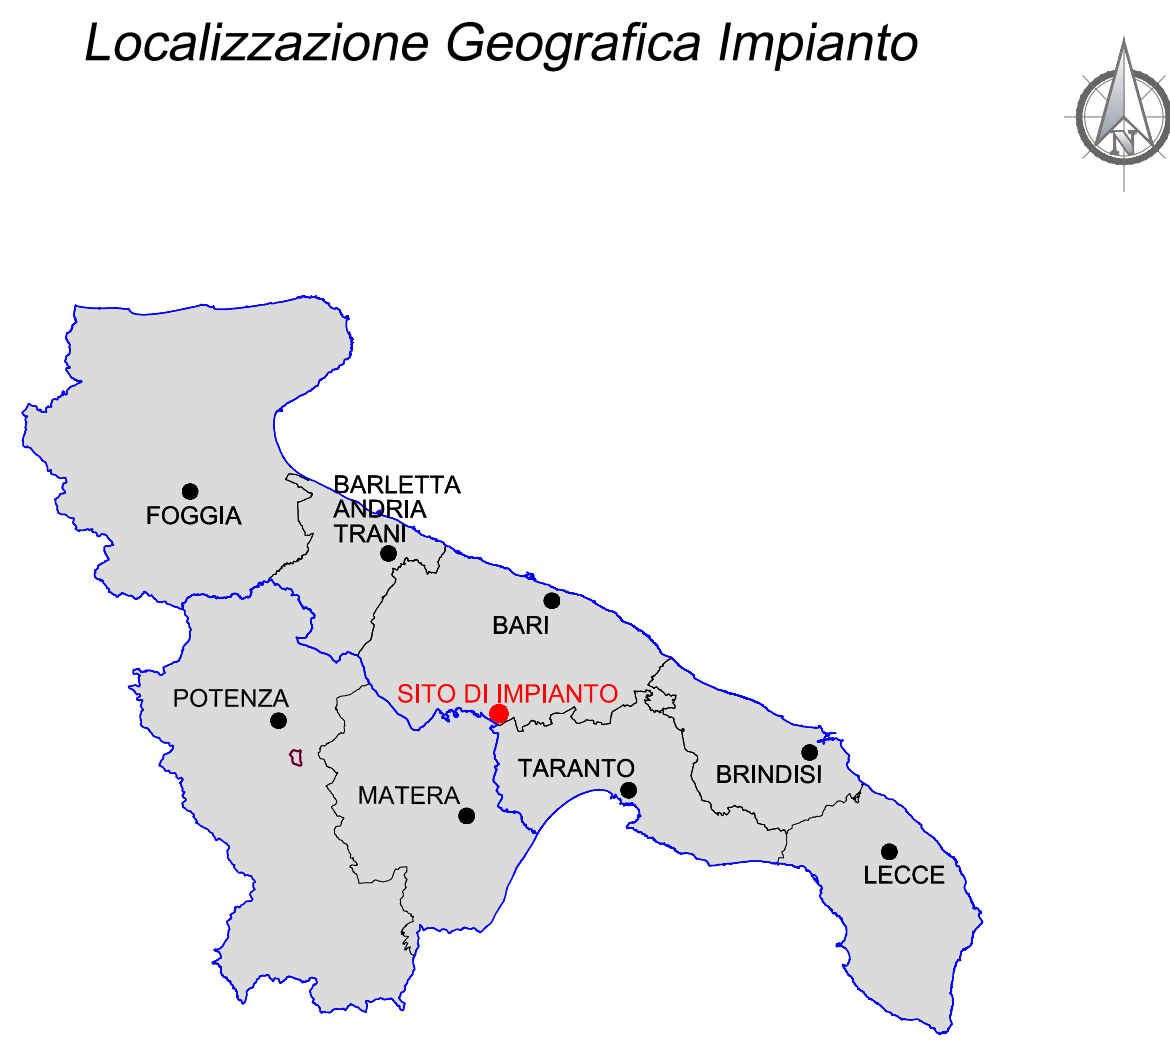 Localizzazione Geografica Impianto
N
BARLETTA
ANDRIA
TRANI
FOGGIA
BARI
SITO DI IMPIANTO
POTENZA
TARANTO
BRINDISI
MATERA
LECCE